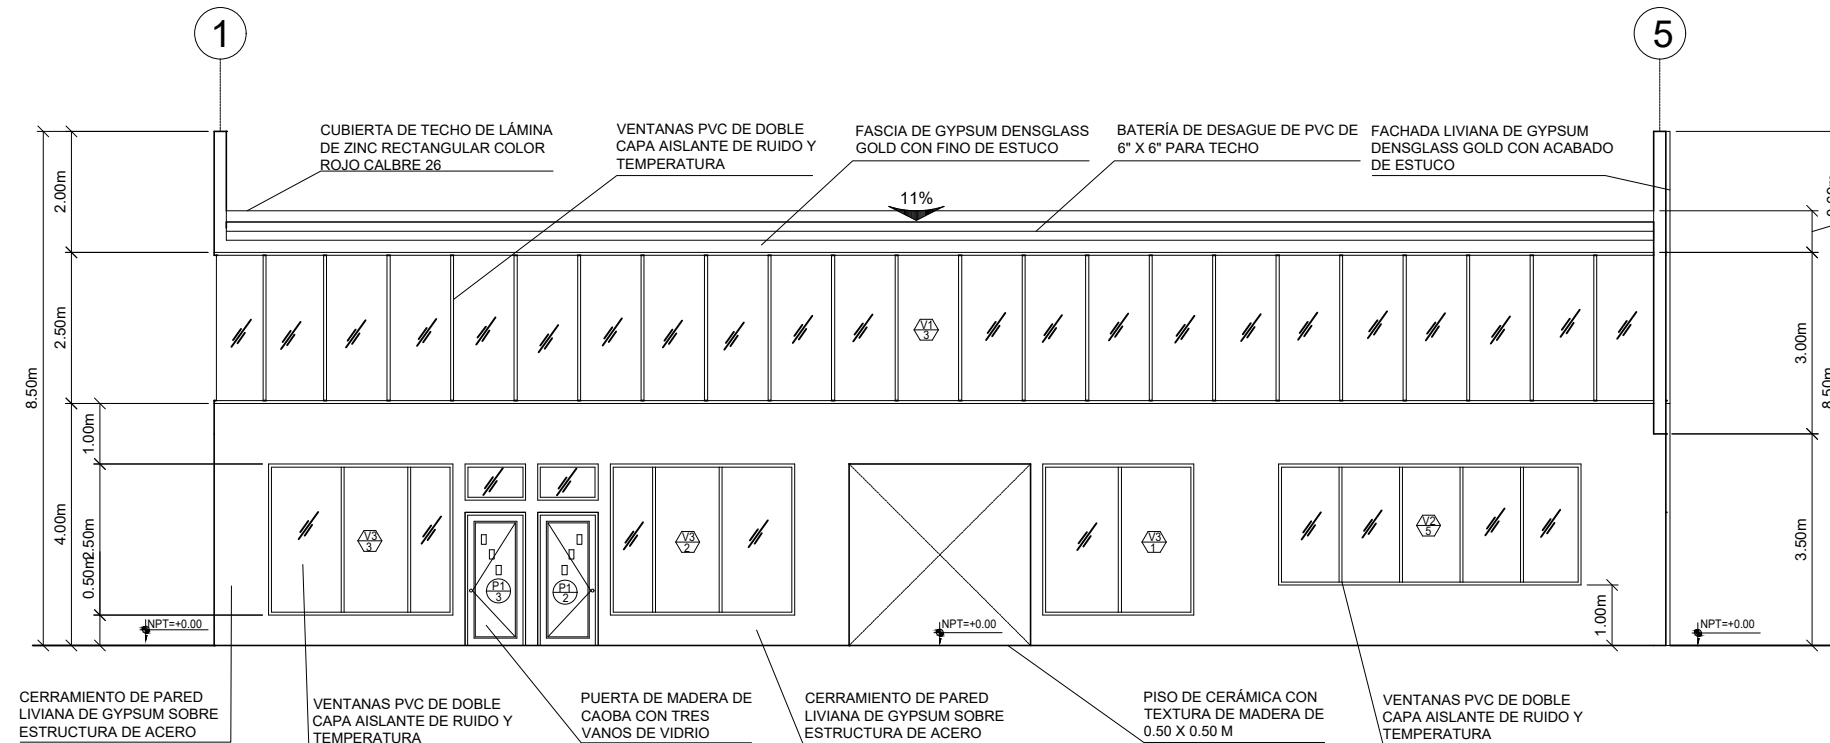 1
5
CUBIERTA DE TECHO DE LÁMINA
DE ZINC RECTANGULAR COLOR
ROJO CALBRE 26
VENTANAS PVC DE DOBLE
CAPA AISLANTE DE RUIDO Y
TEMPERATURA
FASCIA DE GYPSUM DENSGLASS
GOLD CON FINO DE ESTUCO
BATERÍA DE DESAGUE DE PVC DE
6" X 6" PARA TECHO
FACHADA LIVIANA DE GYPSUM
DENSGLASS GOLD CON ACABADO
DE ESTUCO
11%
2.00m
2.50m
8.50m
1.00m
4.00m
2.50m
0.50m
3.00m
8.50m
3.50m
1.00m
V1
3
V3
3
P1
3
P1
2
V3
2
V3
1
V2
5
NPT=+0.00
NPT=+0.00
NPT=+0.00
CERRAMIENTO DE PARED
LIVIANA DE GYPSUM SOBRE
ESTRUCTURA DE ACERO
VENTANAS PVC DE DOBLE
CAPA AISLANTE DE RUIDO Y
TEMPERATURA
PUERTA DE MADERA DE
CAOBA CON TRES
VANOS DE VIDRIO
CERRAMIENTO DE PARED
LIVIANA DE GYPSUM SOBRE
ESTRUCTURA DE ACERO
PISO DE CERÁMICA CON
TEXTURA DE MADERA DE
0.50 X 0.50 M
VENTANAS PVC DE DOBLE
CAPA AISLANTE DE RUIDO Y
TEMPERATURA